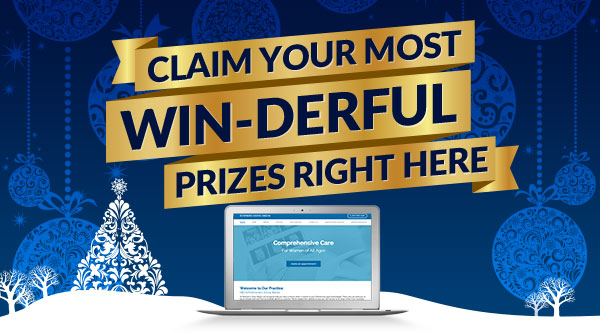 CLAIM YOUR MOST
WIN-DERFUL
PRIZES RIGHT HERE
Comprehensive Care
For Women of All Ages
Welcome to Our Practice